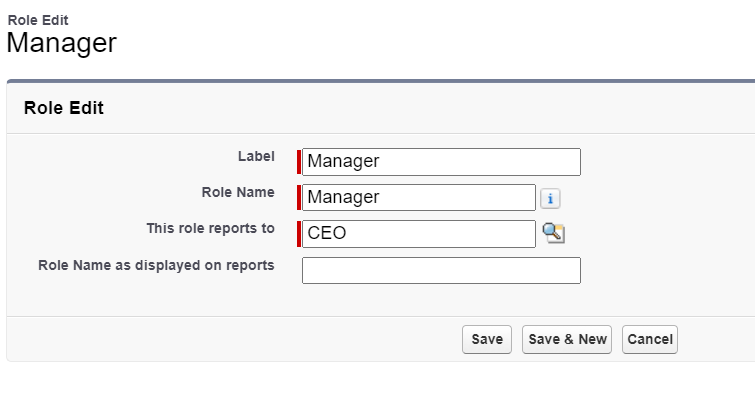 Role Edit
Manager
Role Edit
Label
Manager
Role Name
Manager
i
This role reports to
CEO
Role Name as displayed on reports
Save
Save & New
Cancel